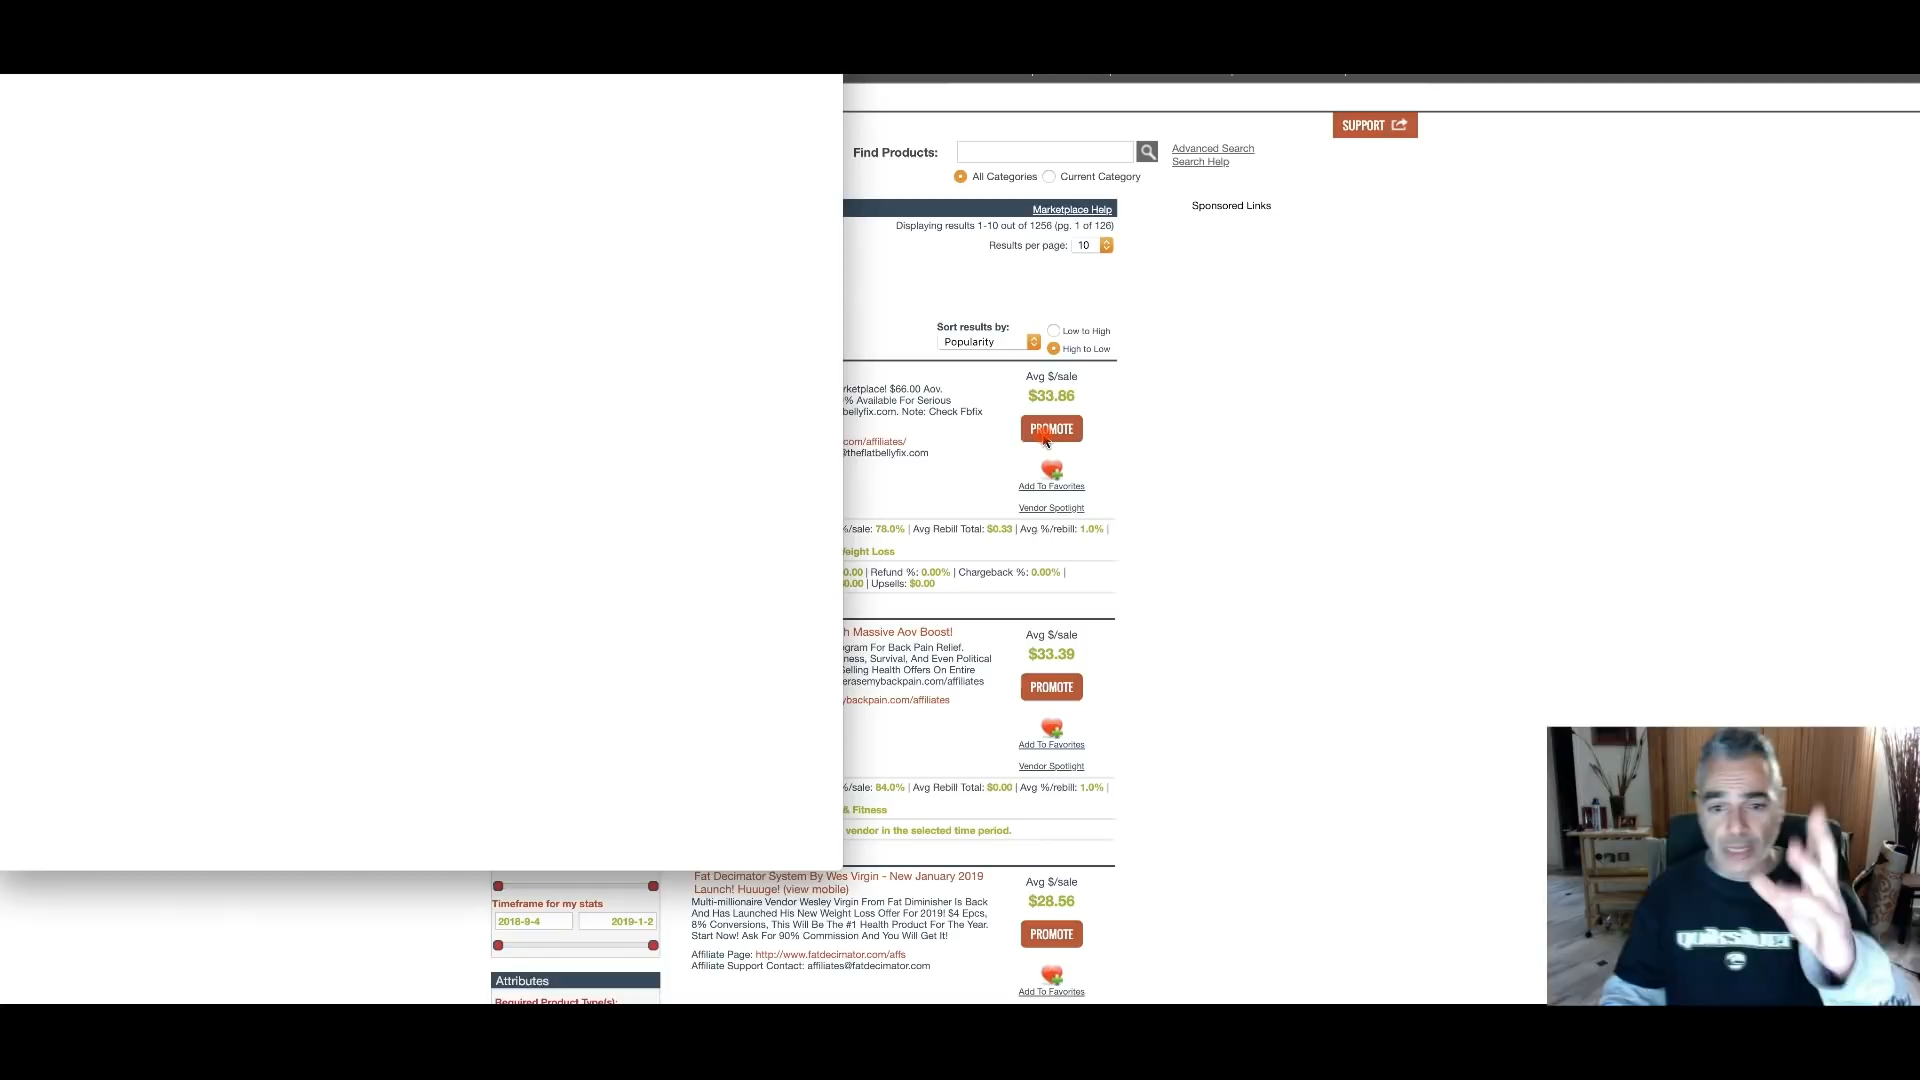 SUPPORT
Find Products:
Advanced Search
Search Help
All Categories
Current Category
Sponsored Links
Marketplace Help
Displaying results 1-10 out of 1256 (pg. 1 of 126)
Results per page: 10
Sort results by:
Popularity
Low to High
High to Low
rketplace! $66.00 Aov.
% Available For Serious
bellyfix.com. Note: Check Fbfix
com/affiliates/
@theflatbellyfix.com
Avg $/sale
$33.86
PROMOTE
Add To Favorites
Vendor Spotlight
%/sale: 78.0% | Avg Rebill Total: $0.33 | Avg %/rebill: 1.0% |
Weight Loss
0.00 | Refund %: 0.00% | Chargeback %: 0.00% |
0.00 | Upsells: $0.00
h Massive Aov Boost!
gram For Back Pain Relief.
ness, Survival, And Even Political
Selling Health Offers On Entire
erasemybackpain.com/affiliates
ybackpain.com/affiliates
Avg $/sale
$33.39
PROMOTE
Add To Favorites
Vendor Spotlight
%/sale: 84.0% | Avg Rebill Total: $0.00 | Avg %/rebill: 1.0% |
& Fitness
vendor in the selected time period.
Timeframe for my stats
2018-9-4 2019-1-2
Attributes
Required Product Type(s):
Fat Decimator System By Wes Virgin - New January 2019
Launch! Huuuge! (view mobile)
Multi-millionaire Vendor Wesley Virgin From Fat Diminisher Is Back
And Has Launched His New Weight Loss Offer For 2019! $4 Epcs,
8% Conversions, This Will Be The #1 Health Product For The Year.
Start Now! Ask For 90% Commission And You Will Get It!
Affiliate Page: http://www.fatdecimator.com/affs
Affiliate Support Contact: affiliates@fatdecimator.com
Avg $/sale
$28.56
PROMOTE
Add To Favorites
quiksilver